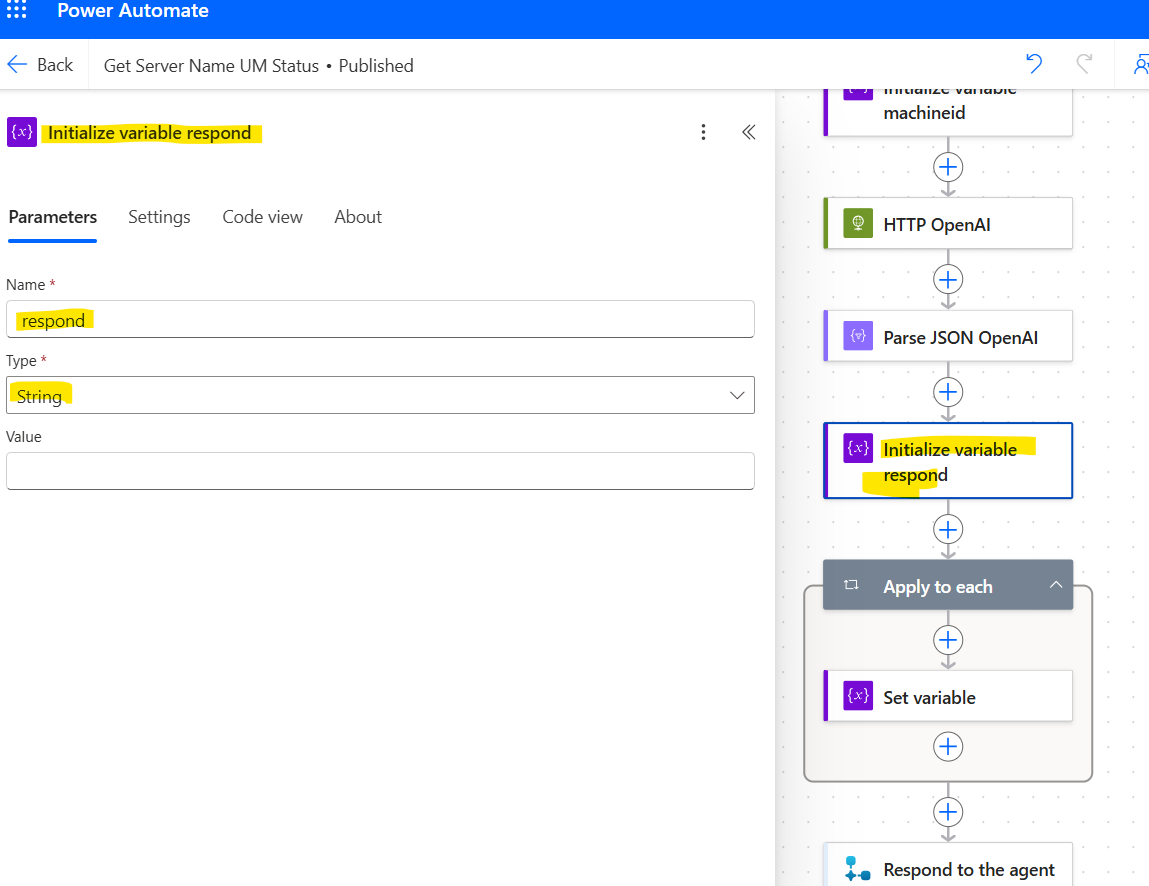 Power Automate
Back
Get Server Name UM Status • Published
{x} Initialize variable respond
Parameters Settings Code view About
Name *
respond
Type *
String
Value
Initialize variable
machineid
HTTP OpenAI
Parse JSON OpenAI
{x} Initialize variable
respond
Apply to each
{x} Set variable
Respond to the agent